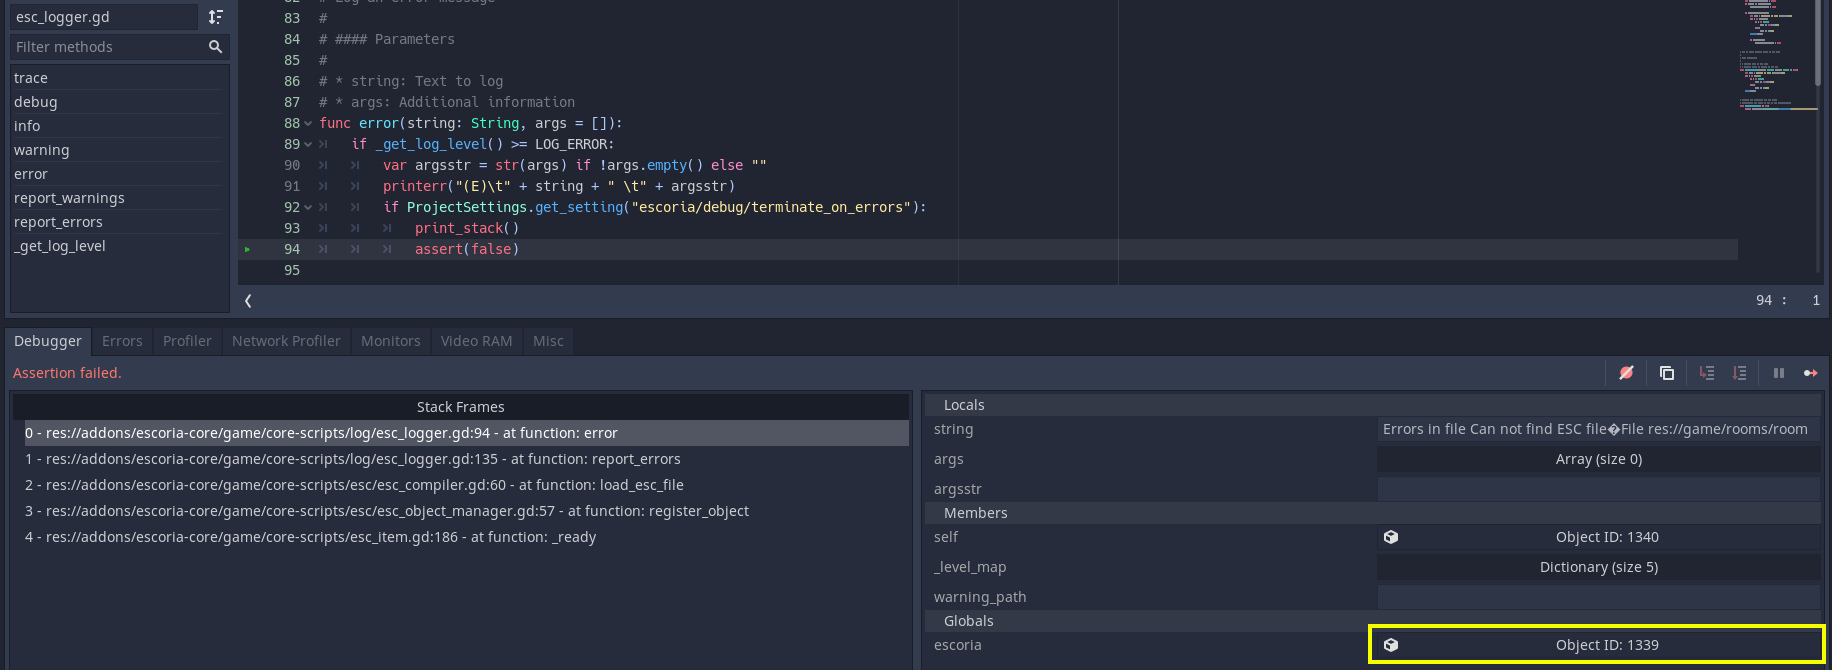 esc_logger.gd
Filter methods
trace
debug
info
warning
error
report_warnings
report_errors
_get_log_level
82 # Log an error message
83 #
84 # #### Parameters
85 #
86 # * string: Text to log
87 # * args: Additional information
88 func error(string: String, args = []):
89 if _get_log_level() >= LOG_ERROR:
90 var argsstr = str(args) if !args.empty() else ""
91 printerr("(E)\t" + string + " \t" + argsstr)
92 if ProjectSettings.get_setting("escoria/debug/terminate_on_errors"):
93 print_stack()
94 assert(false)
95
94 : 1
Debugger Errors Profiler Network Profiler Monitors Video RAM Misc
Assertion failed.
Stack Frames
0 - res://addons/escoria-core/game/core-scripts/log/esc_logger.gd:94 - at function: error
1 - res://addons/escoria-core/game/core-scripts/log/esc_logger.gd:135 - at function: report_errors
2 - res://addons/escoria-core/game/core-scripts/esc/esc_compiler.gd:60 - at function: load_esc_file
3 - res://addons/escoria-core/game/core-scripts/esc/esc_object_manager.gd:57 - at function: register_object
4 - res://addons/escoria-core/game/core-scripts/esc_item.gd:186 - at function: _ready
Locals
string Errors in file Can not find ESC file�File res://game/rooms/room
args Array (size 0)
argsstr
Members
self Object ID: 1340
_level_map Dictionary (size 5)
warning_path
Globals
escoria Object ID: 1339